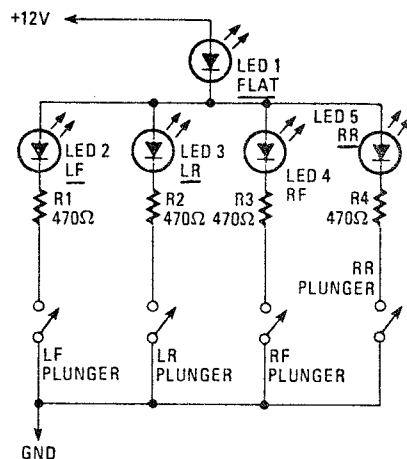 +12V
LED 1
FLAT
LED 2
LF
LED 3
LR
LED 4
RF
LED 5
RR
R1
470Ω
R2
470Ω
R3
470Ω
R4
470Ω
LF
PLUNGER
LR
PLUNGER
RF
PLUNGER
RR
PLUNGER
GND